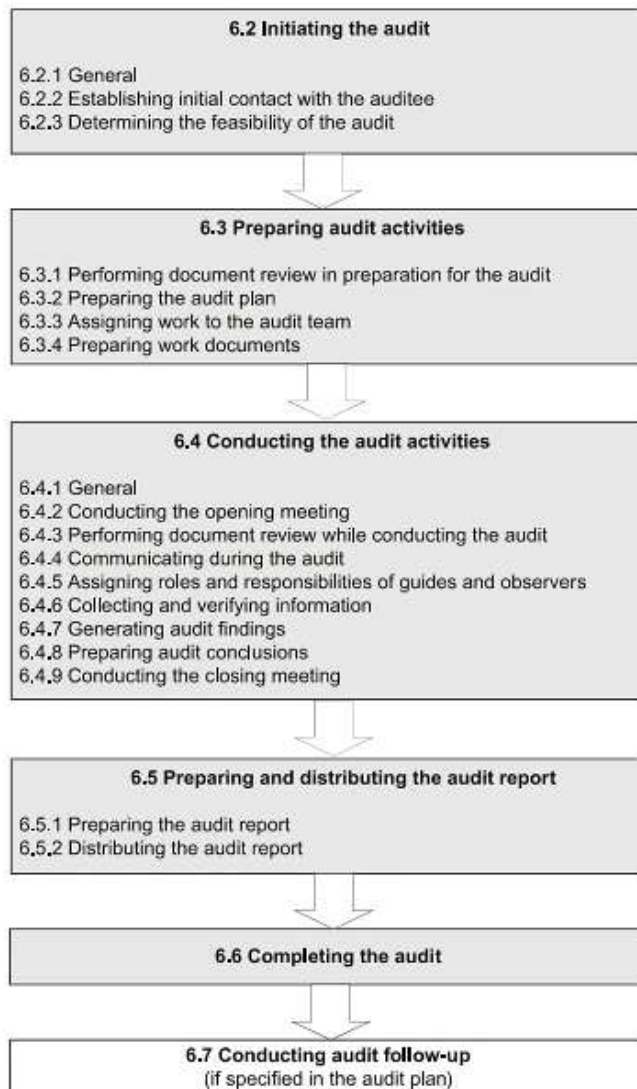 6.2 Initiating the audit
6.2.1 General
6.2.2 Establishing initial contact with the auditee
6.2.3 Determining the feasibility of the audit
6.3 Preparing audit activities
6.3.1 Performing document review in preparation for the audit
6.3.2 Preparing the audit plan
6.3.3 Assigning work to the audit team
6.3.4 Preparing work documents
6.4 Conducting the audit activities
6.4.1 General
6.4.2 Conducting the opening meeting
6.4.3 Performing document review while conducting the audit
6.4.4 Communicating during the audit
6.4.5 Assigning roles and responsibilities of guides and observers
6.4.6 Collecting and verifying information
6.4.7 Generating audit findings
6.4.8 Preparing audit conclusions
6.4.9 Conducting the closing meeting
6.5 Preparing and distributing the audit report
6.5.1 Preparing the audit report
6.5.2 Distributing the audit report
6.6 Completing the audit
6.7 Conducting audit follow-up
(if specified in the audit plan)